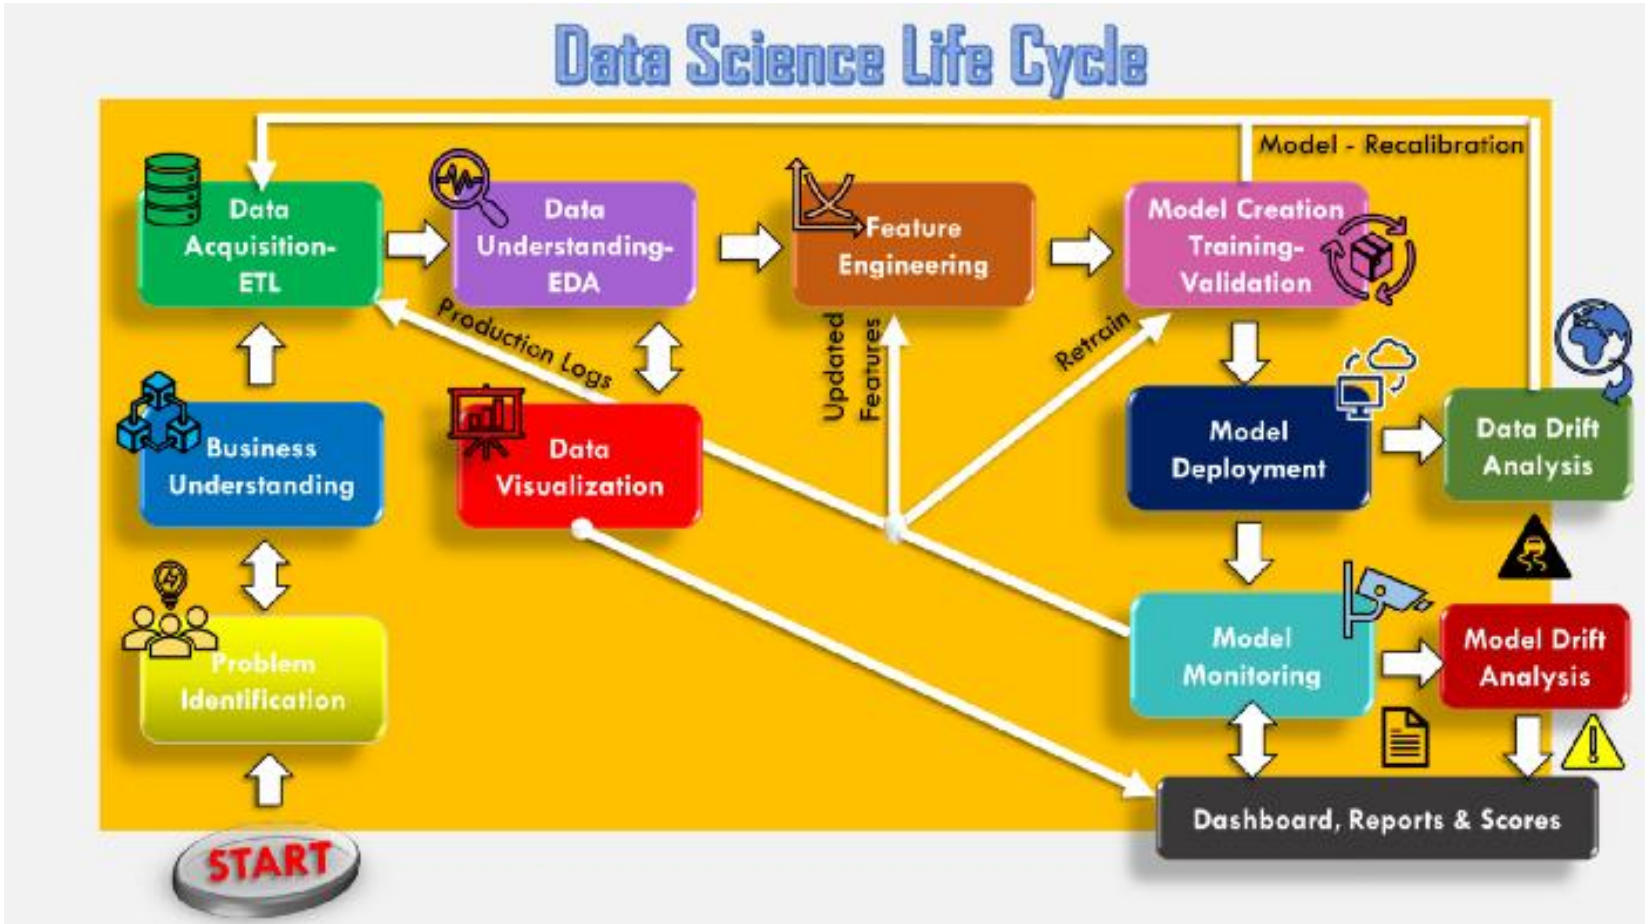 Data Science Life Cycle
Model - Recalibration
Data
Acquisition-
ETL
Data
Understanding-
EDA
Feature
Engineering
Model Creation
Training-
Validation
Production Logs
Updated
Features
Retrain
Business
Understanding
Data
Visualization
Model
Deployment
Data Drift
Analysis
Problem
Identification
Model
Monitoring
Model Drift
Analysis
Dashboard, Reports & Scores
START